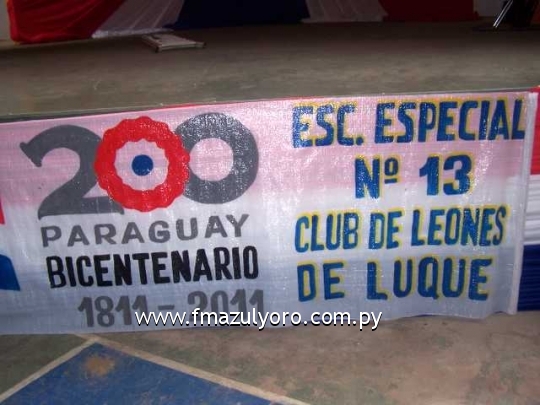 200
PARAGUAY
BICENTENARIO
1811-2011
ESC. ESPECIAL
Nº 13
CLUB DE LEONES
DE LUQUE
www.fmazulyoro.com.py